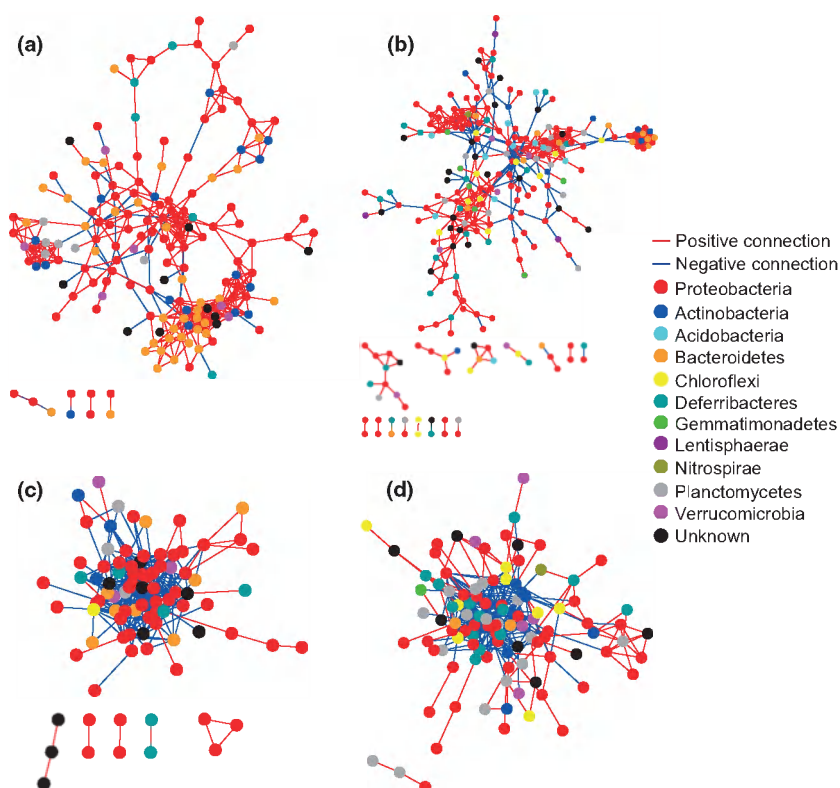 (a)
(b)
Positive connection
Negative connection
Proteobacteria
Actinobacteria
Acidobacteria
Bacteroidetes
Chloroflexi
Deferribacteres
Gemmatimonadetes
Lentisphaerae
Nitrospirae
Planctomycetes
Verrucomicrobia
Unknown
(c)
(d)